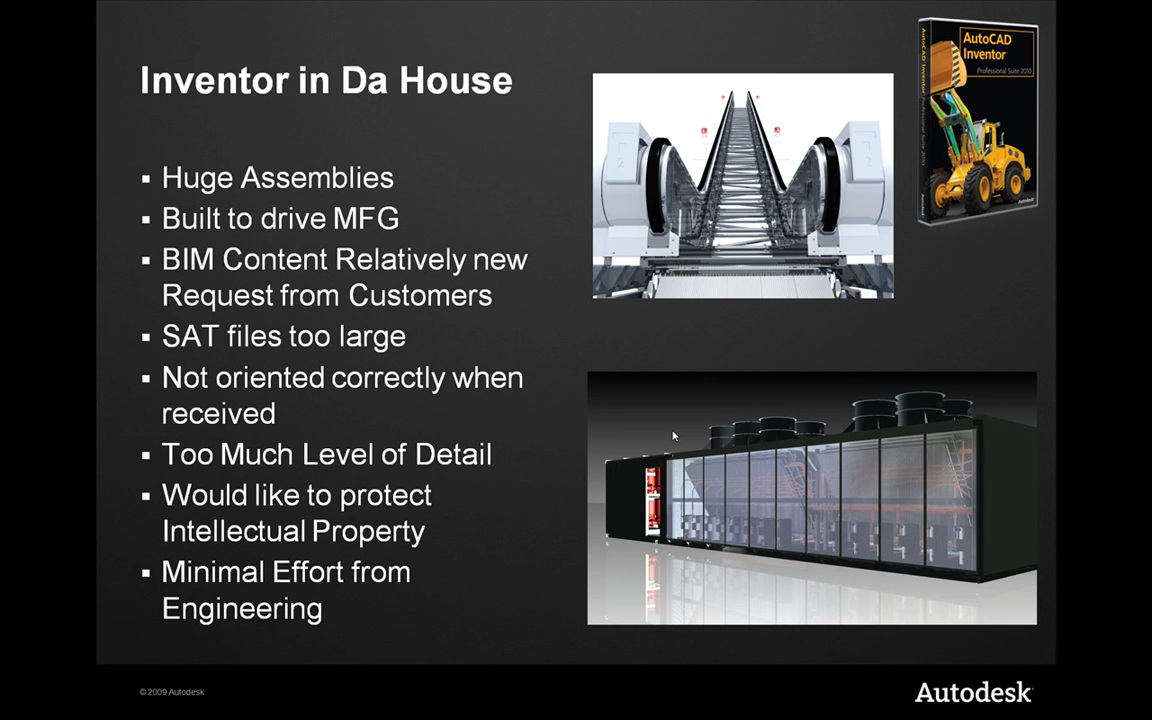 Inventor in Da House
▪ Huge Assemblies
▪ Built to drive MFG
▪ BIM Content Relatively new
Request from Customers
▪ SAT files too large
▪ Not oriented correctly when
received
▪ Too Much Level of Detail
▪ Would like to protect
Intellectual Property
▪ Minimal Effort from
Engineering
AutoCAD
Inventor
Professional Suite 2010
Autodesk
© 2009 Autodesk
Autodesk